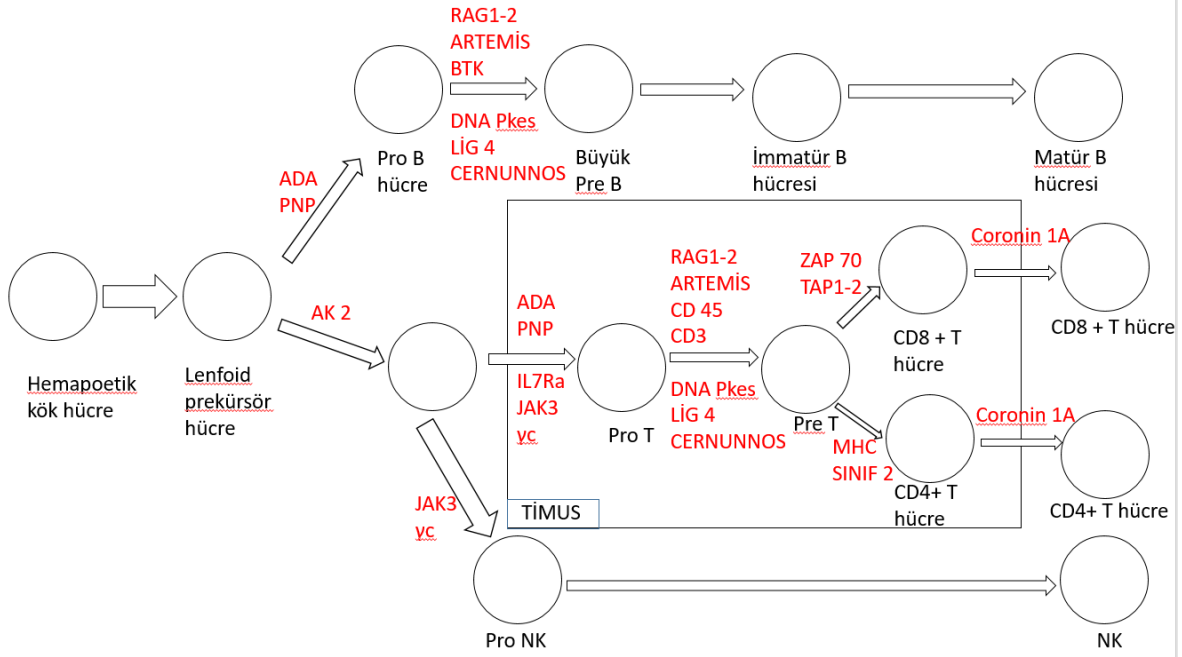 RAG1-2
ARTEMİS
BTK
DNA Pkes
LİG 4
CERNUNNOS
Pro B
hücre
Büyük
Pre B
İmmatür B
hücresi
Matür B
hücresi
ADA
PNP
Hemapoetik
kök hücre
Lenfoid
prekürsör
hücre
AK 2
ADA
PNP
IL7Ra
JAK3
γc
Pro T
RAG1-2
ARTEMİS
CD 45
CD3
DNA Pkes
LİG 4
CERNUNNOS
Pre T
ZAP 70
TAP1-2
CD8 + T
hücre
Coronin 1A
CD8 + T hücre
MHC
SINIF 2
CD4+ T
hücre
Coronin 1A
CD4+ T hücre
TİMUS
JAK3
γc
Pro NK
NK